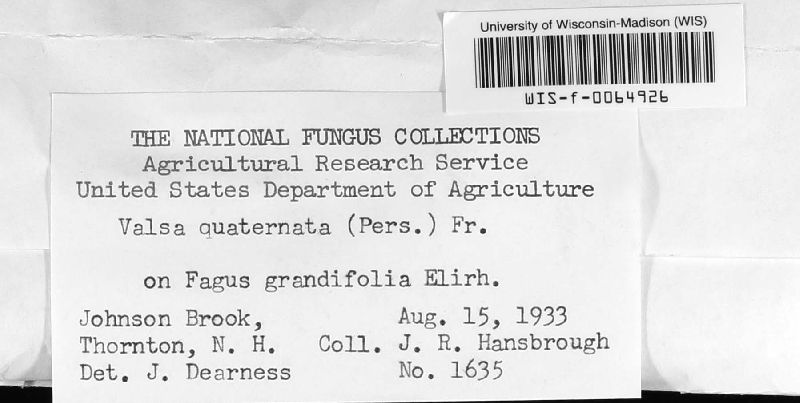 University of Wisconsin-Madison (WIS)
WIS-f-0064926
THE NATIONAL FUNGUS COLLECTIONS
Agricultural Research Service
United States Department of Agriculture
Valsa quaternata (Pers.) Fr.
on Fagus grandifolia Elirh.
Johnson Brook, Aug. 15, 1933
Thornton, N. H. Coll. J. R. Hansbrough
Det. J. Dearness No. 1635